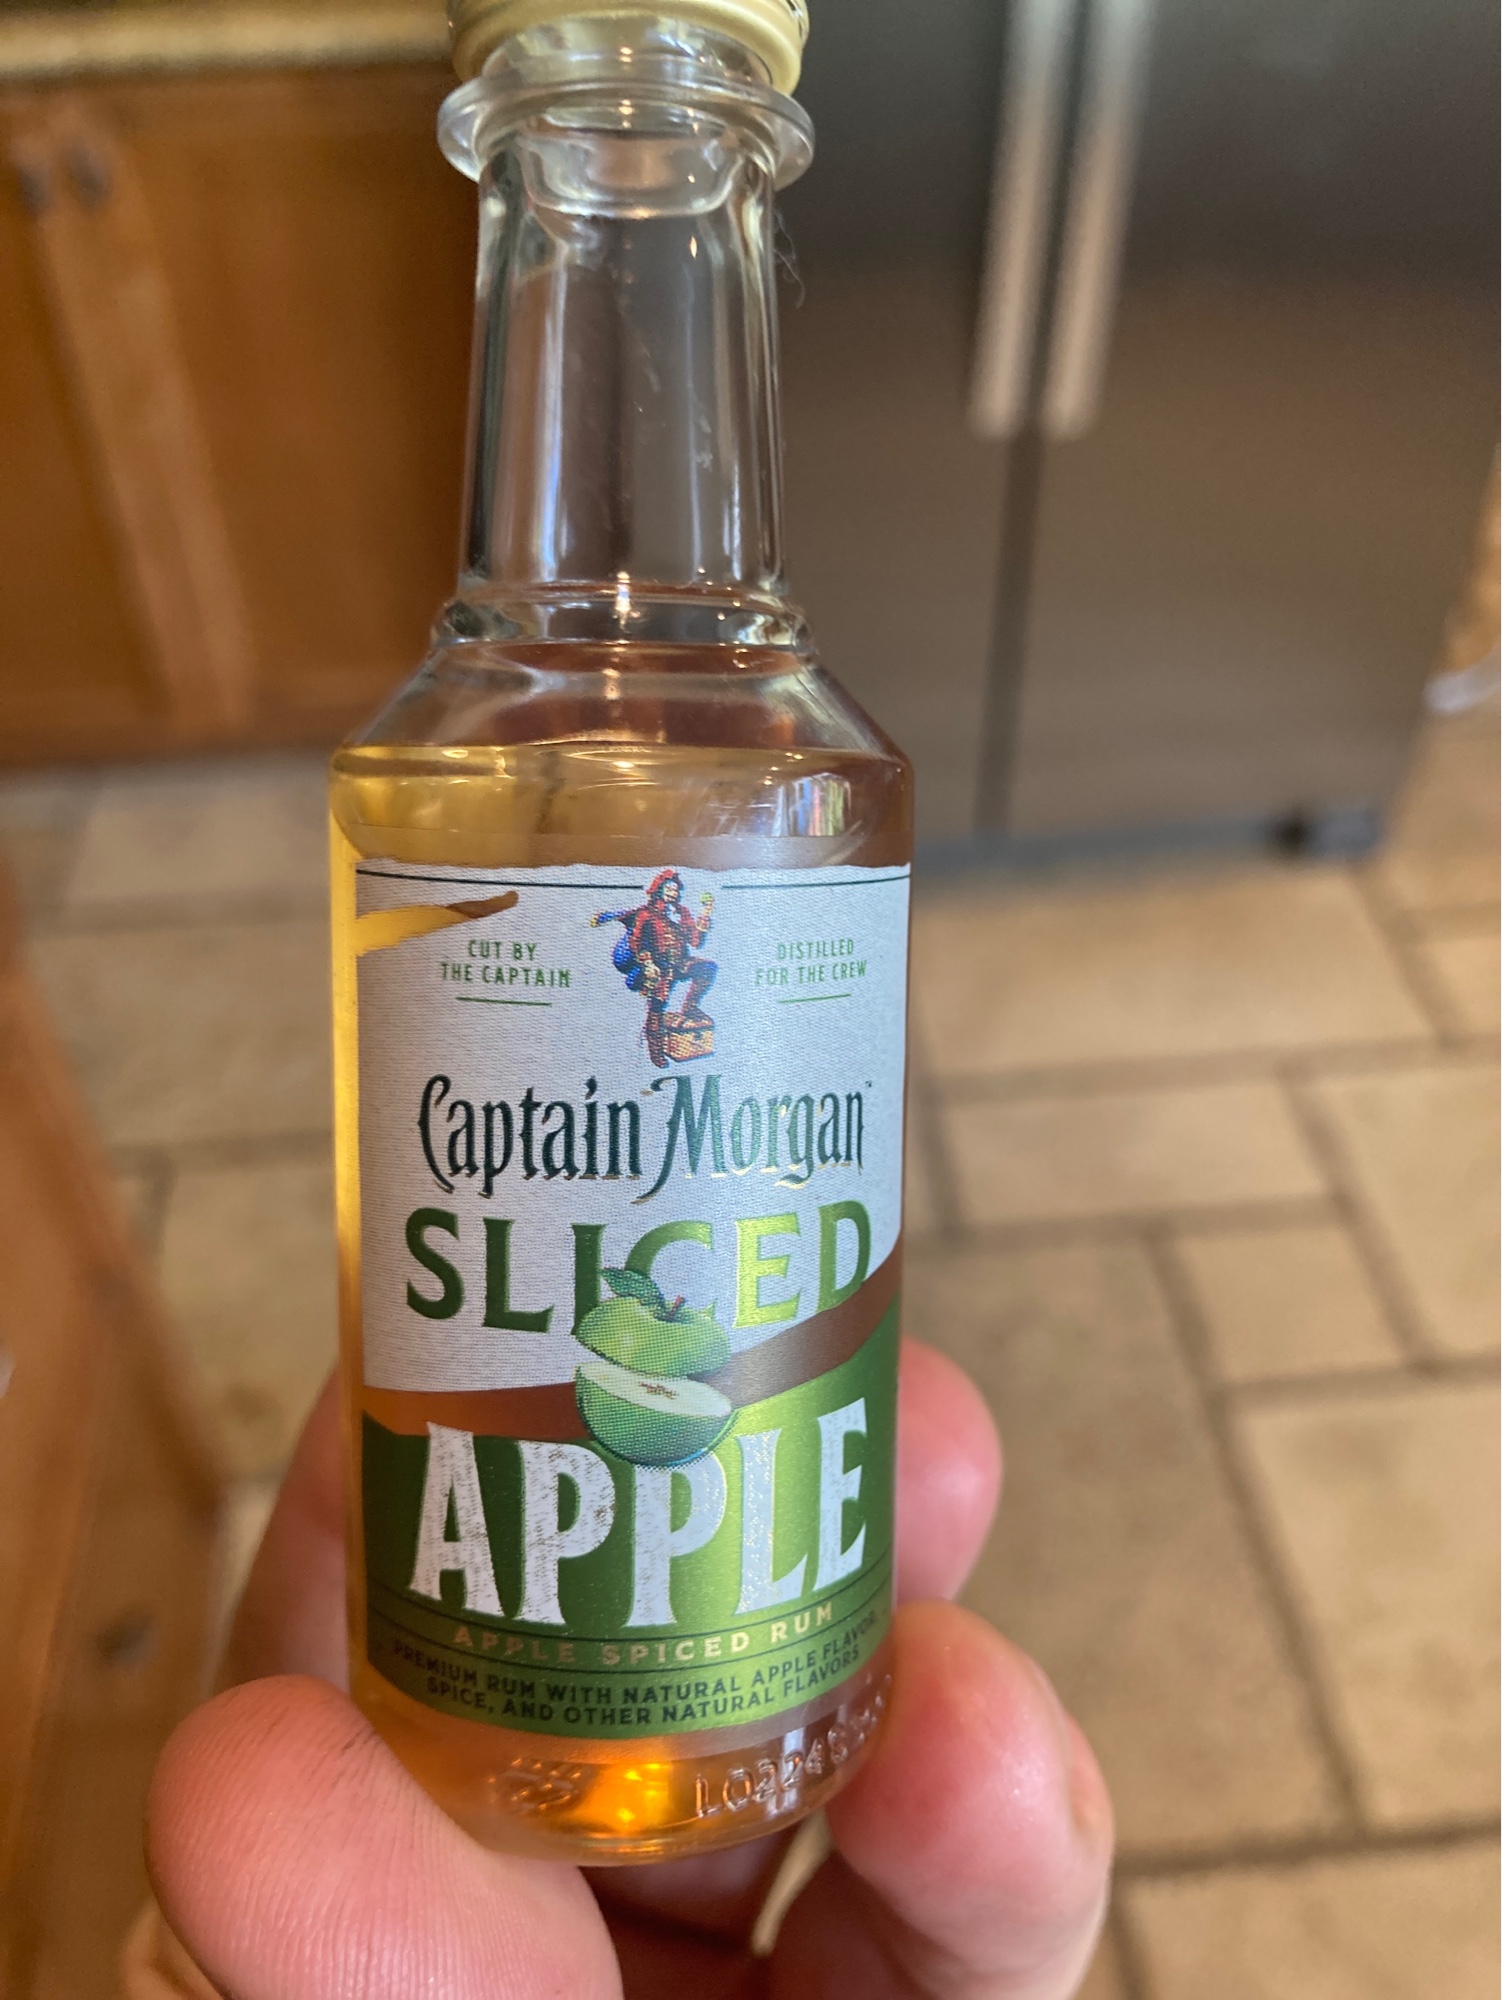 CUT BY
THE CAPTAIN
DISTILLED
FOR THE CREW
Captain Morgan™
SLICED
APPLE
APPLE SPICED RUM
PREMIUM RUM WITH NATURAL APPLE FLAVOR,
SPICE, AND OTHER NATURAL FLAVORS